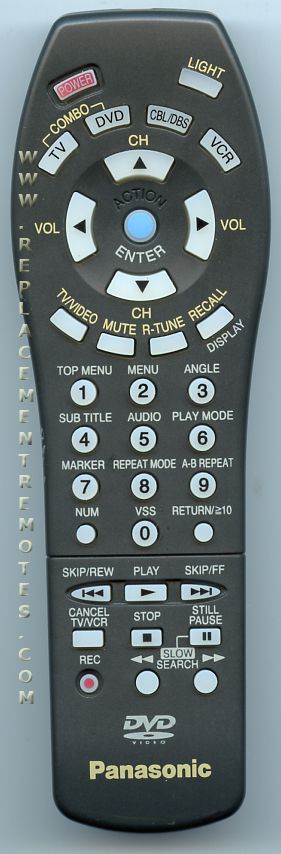 POWER
LIGHT
COMBO
TV
DVD
CBL/DBS
VCR
CH
VOL
ACTION
VOL
ENTER
CH
TV/VIDEO
MUTE
R-TUNE
RECALL
DISPLAY
TOP MENU MENU ANGLE
1 2 3
SUB TITLE AUDIO PLAY MODE
4 5 6
MARKER REPEAT MODE A-B REPEAT
7 8 9
NUM VSS RETURN/≥10
0
SKIP/REW PLAY SKIP/FF
CANCEL TV/VCR
STOP
STILL PAUSE
SLOW
REC
SEARCH
DVD
VIDEO
Panasonic
WWW.REPLACEMENTREMOTES.COM